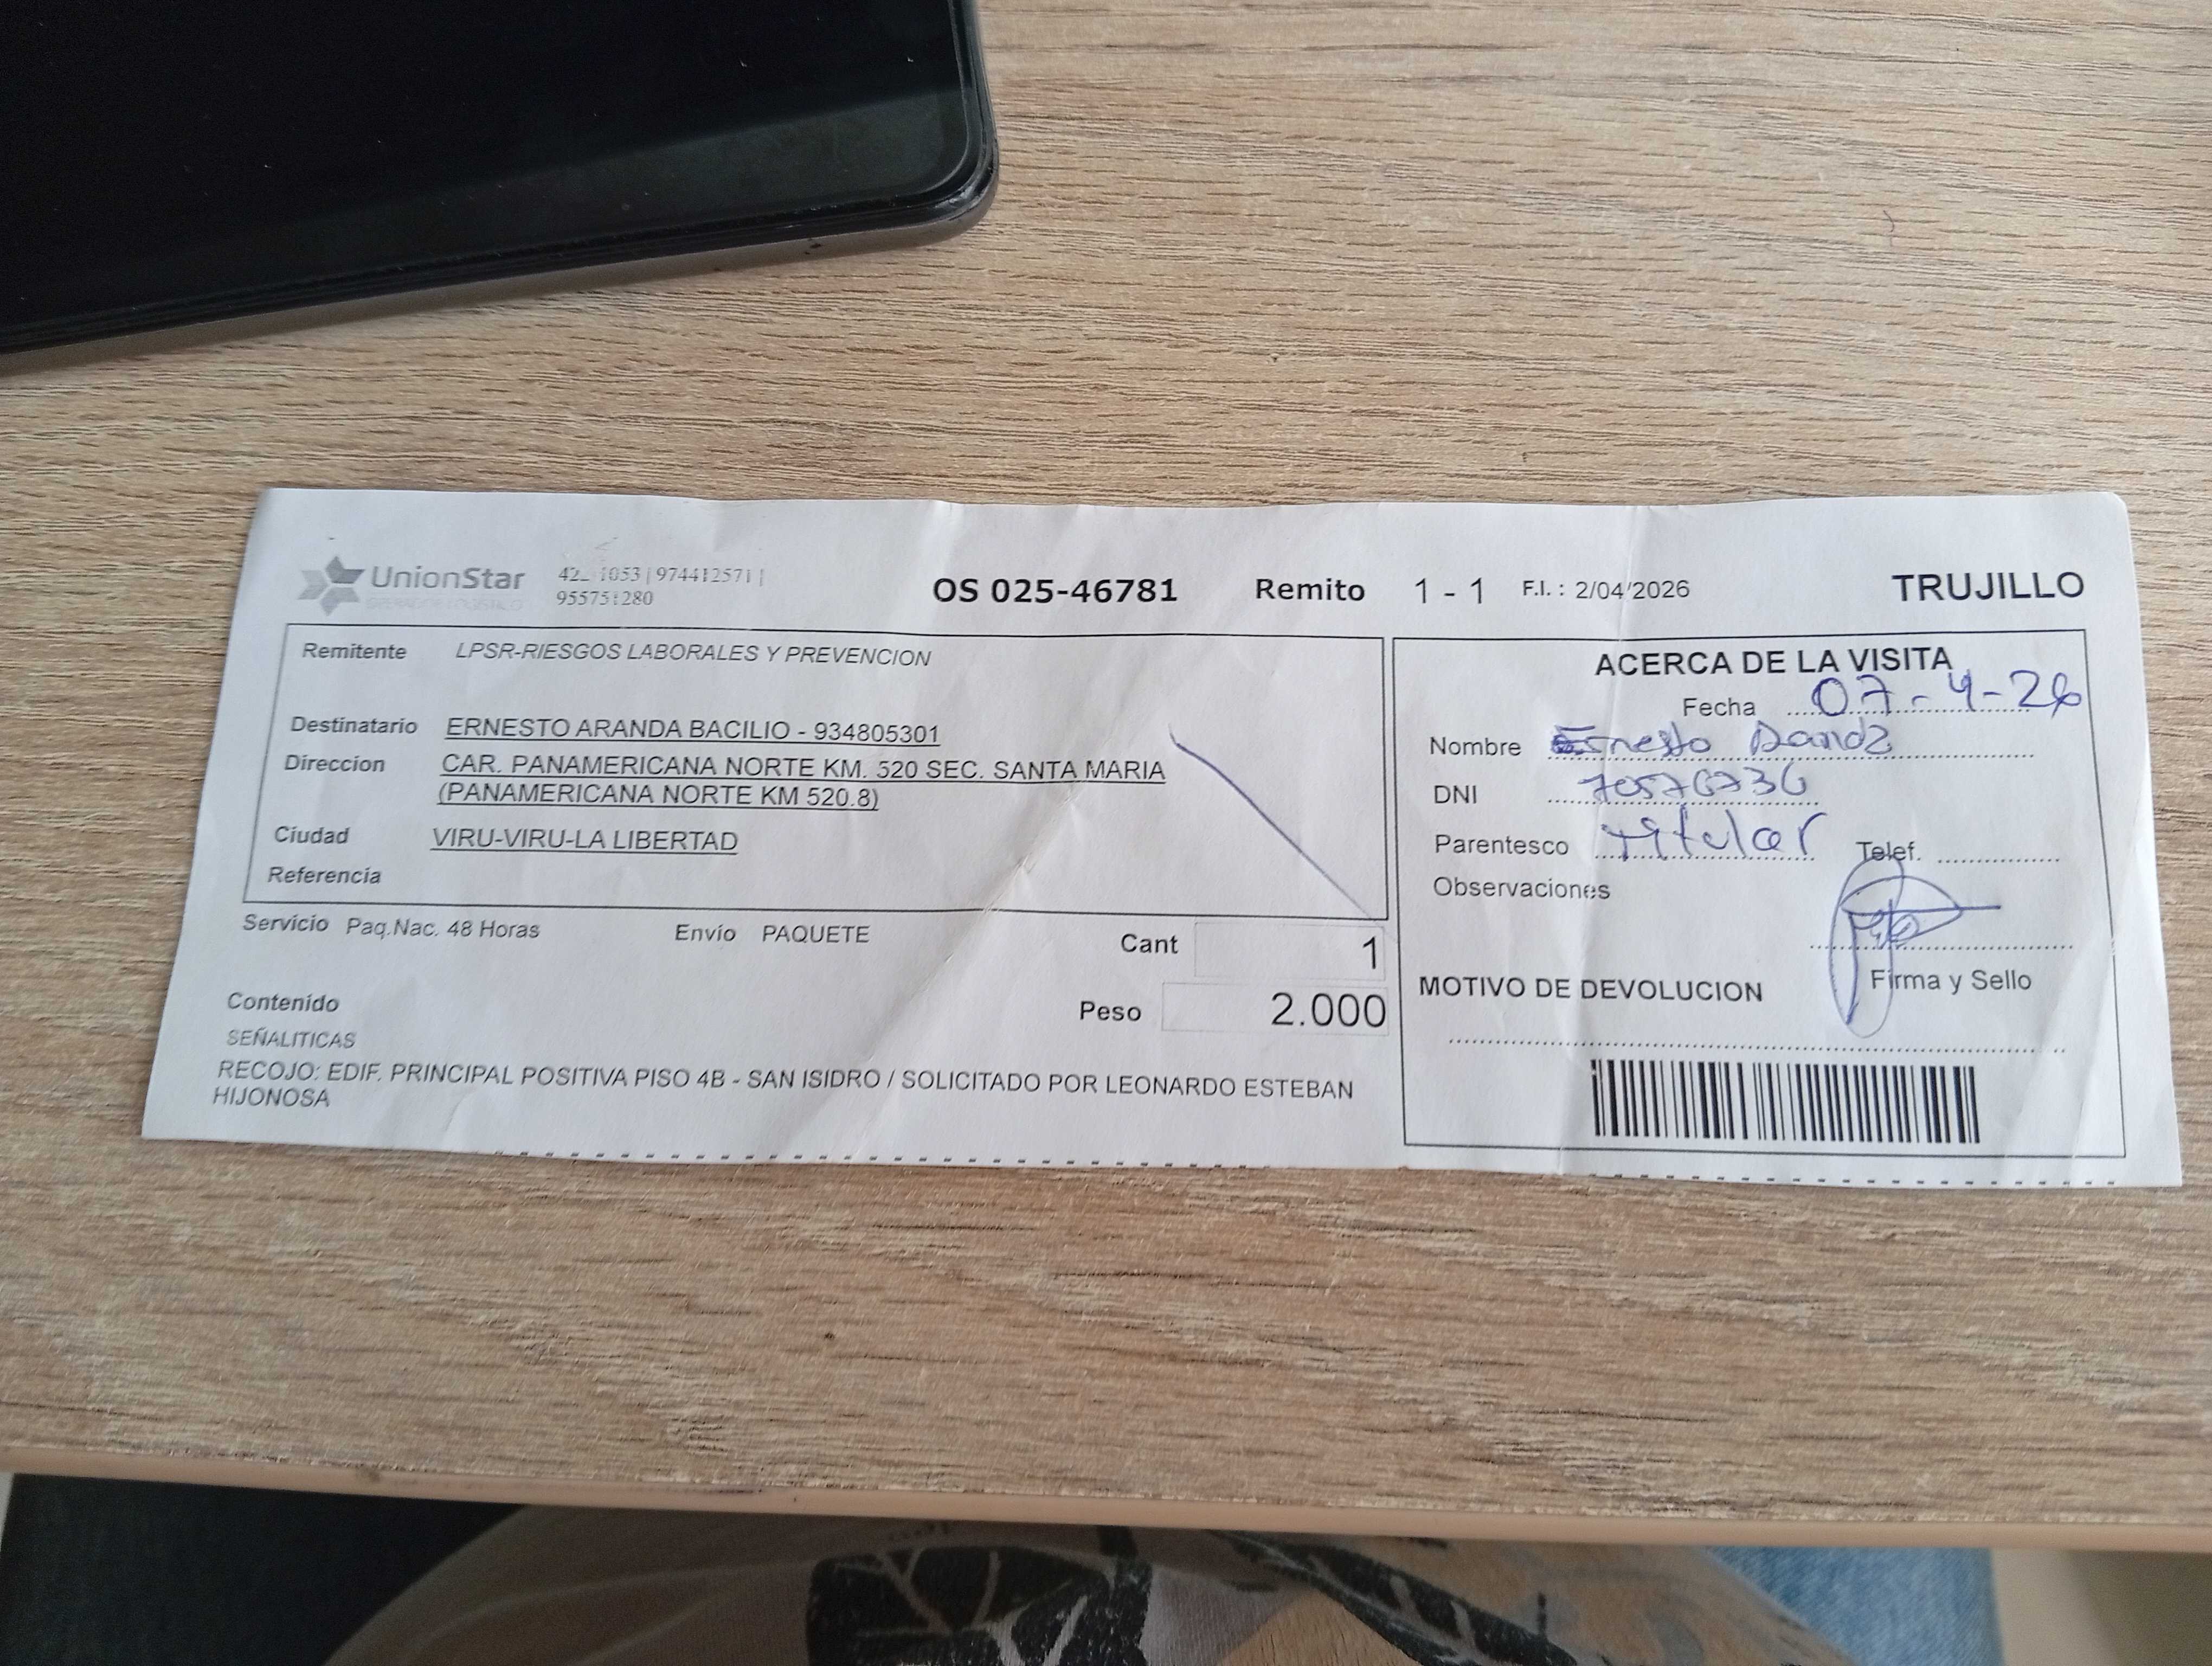 UnionStar
974412571 |
955751280
OS 025-46781 Remito 1 - 1 F.I. : 2/04/2026 TRUJILLO
Remitente LPSR-RIESGOS LABORALES Y PREVENCION
Destinatario ERNESTO ARANDA BACILIO - 934805301
Direccion CAR. PANAMERICANA NORTE KM. 520 SEC. SANTA MARIA
(PANAMERICANA NORTE KM 520.8)
Ciudad VIRU-VIRU-LA LIBERTAD
Referencia
Servicio Paq.Nac. 48 Horas Envío PAQUETE Cant 1
Peso 2.000
Contenido
SEÑALITICAS
RECOJO: EDIF. PRINCIPAL POSITIVA PISO 4B - SAN ISIDRO / SOLICITADO POR LEONARDO ESTEBAN
HIJONOSA
ACERCA DE LA VISITA
Fecha 07-4-26
Nombre Ernesto
DNI 70576736
Parentesco titular Telef.
Observaciones
Firma y Sello
MOTIVO DE DEVOLUCION